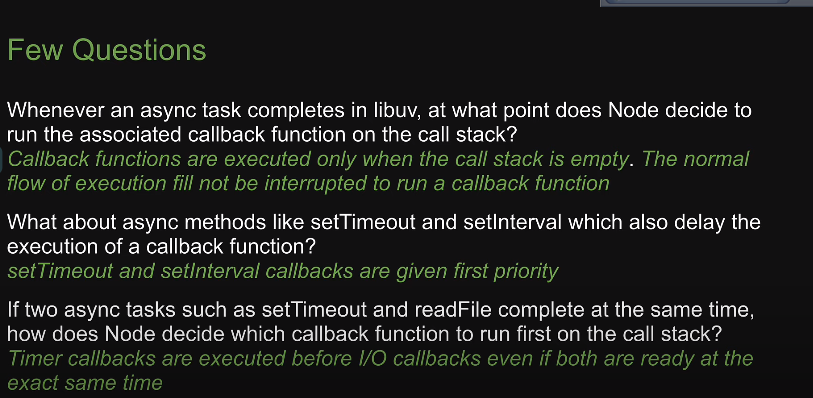 Few Questions
Whenever an async task completes in libuv, at what point does Node decide to
run the associated callback function on the call stack?
Callback functions are executed only when the call stack is empty. The normal
flow of execution fill not be interrupted to run a callback function
What about async methods like setTimeout and setInterval which also delay the
execution of a callback function?
setTimeout and setInterval callbacks are given first priority
If two async tasks such as setTimeout and readFile complete at the same time,
how does Node decide which callback function to run first on the call stack?
Timer callbacks are executed before I/O callbacks even if both are ready at the
exact same time